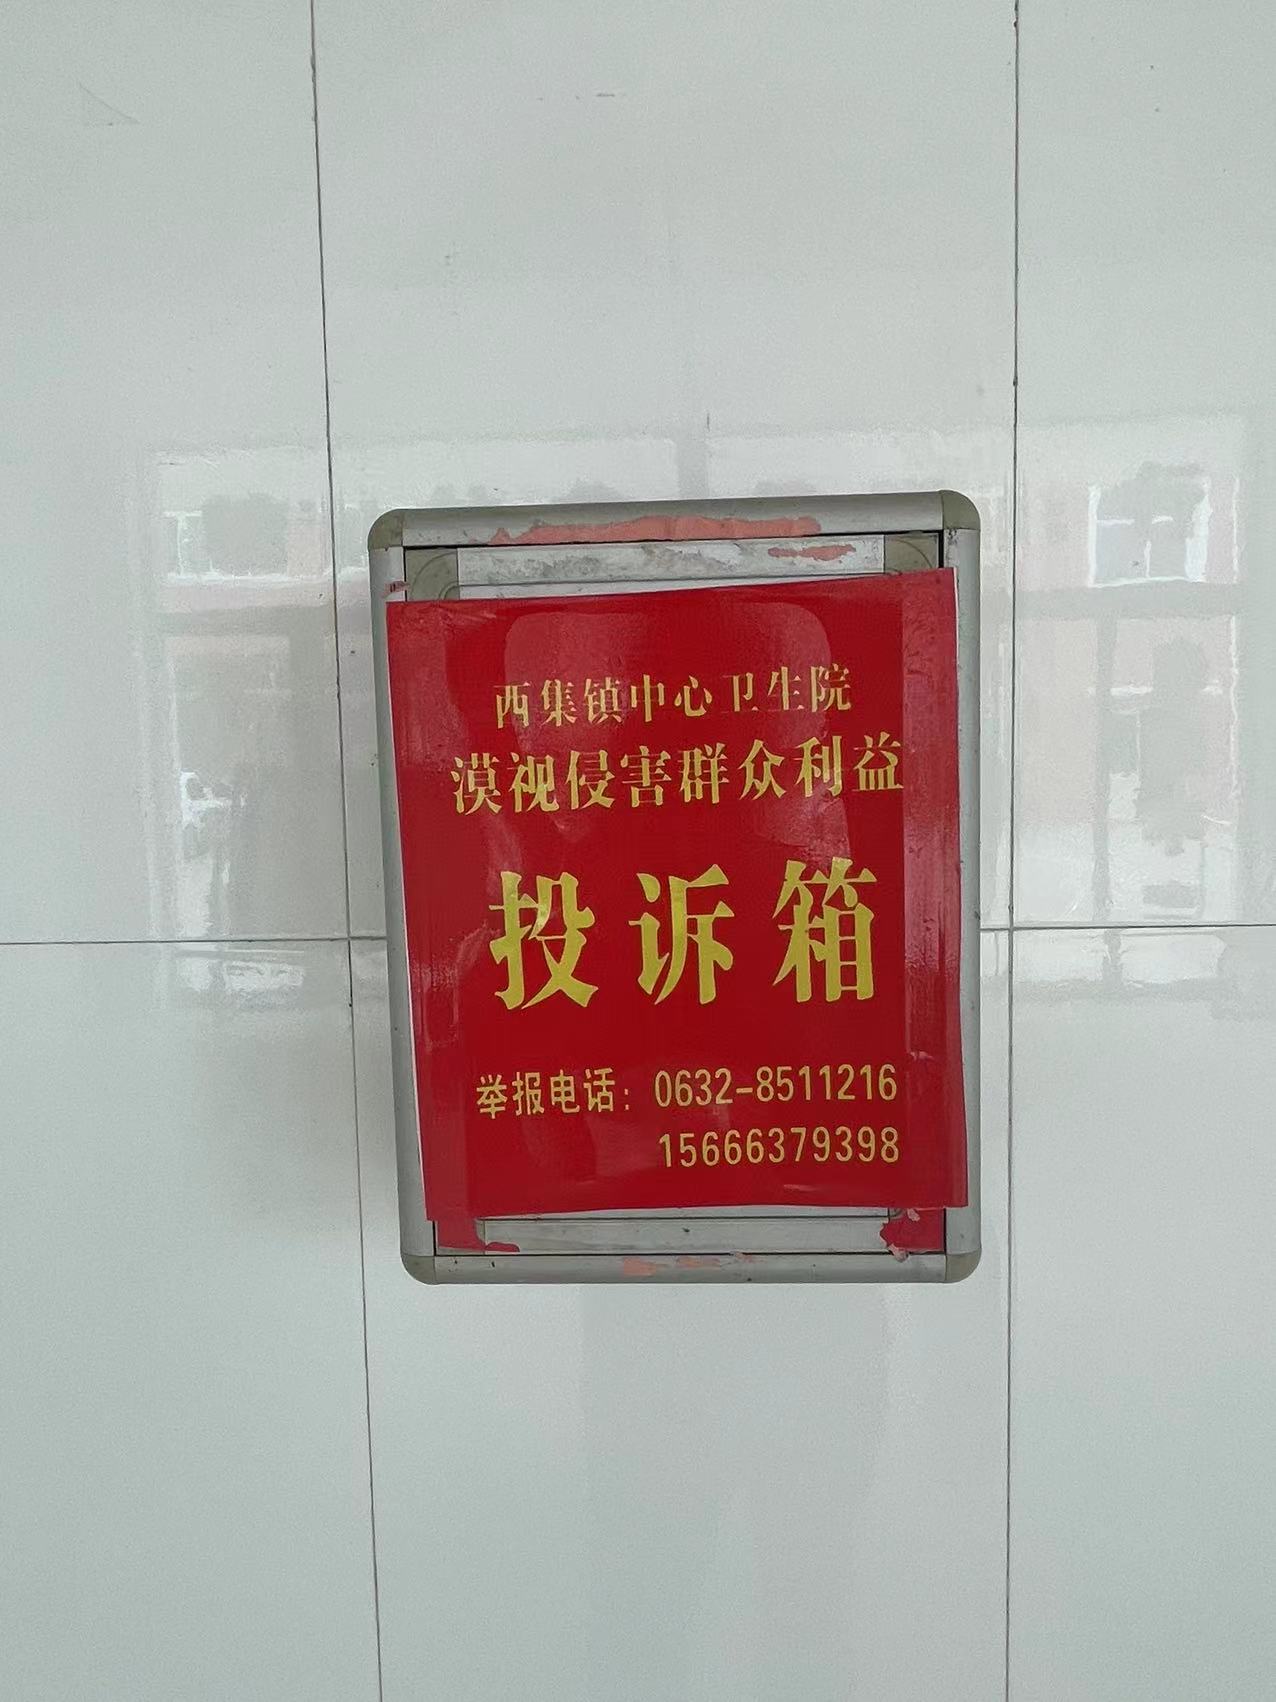 西集镇中心卫生院
漠视侵害群众利益
投诉箱
举报电话：0632-8511216
15666379398